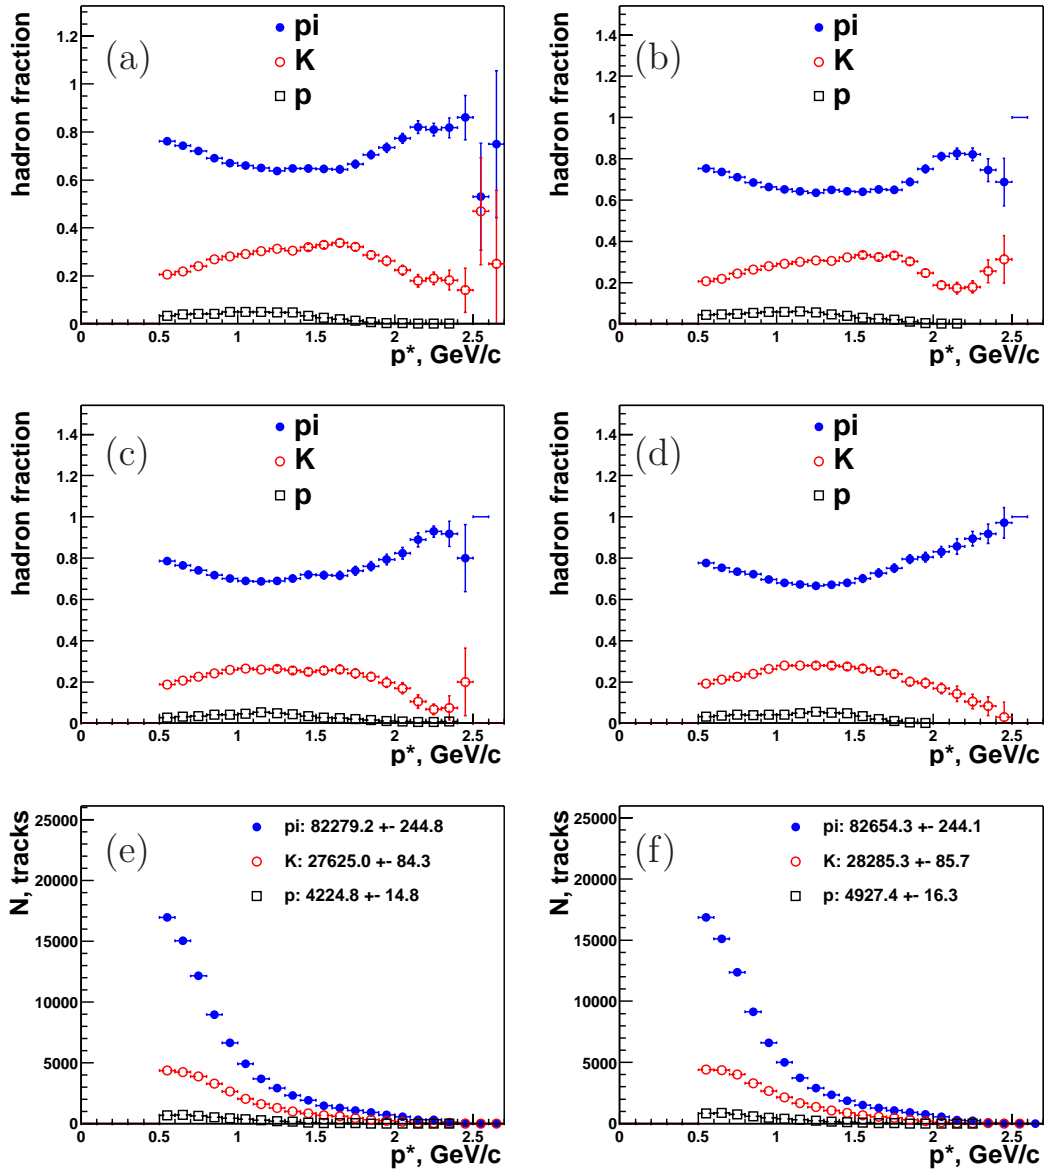 hadron fraction
1.2
1
0.8
0.6
0.4
0.2
0
(a)
pi
K
p
0 0.5 1 1.5 2 2.5
p*, GeV/c
hadron fraction
1.4
1.2
1
0.8
0.6
0.4
0.2
0
(b)
pi
K
p
0 0.5 1 1.5 2 2.5
p*, GeV/c
hadron fraction
1.4
1.2
1
0.8
0.6
0.4
0.2
0
(c)
pi
K
p
0 0.5 1 1.5 2 2.5
p*, GeV/c
hadron fraction
1.4
1.2
1
0.8
0.6
0.4
0.2
0
(d)
pi
K
p
0 0.5 1 1.5 2 2.5
p*, GeV/c
N, tracks
25000
20000
15000
10000
5000
0
(e)
pi: 82279.2 +- 244.8
K: 27625.0 +- 84.3
p: 4224.8 +- 14.8
0 0.5 1 1.5 2 2.5
p*, GeV/c
N, tracks
25000
20000
15000
10000
5000
0
(f)
pi: 82654.3 +- 244.1
K: 28285.3 +- 85.7
p: 4927.4 +- 16.3
0 0.5 1 1.5 2 2.5
p*, GeV/c